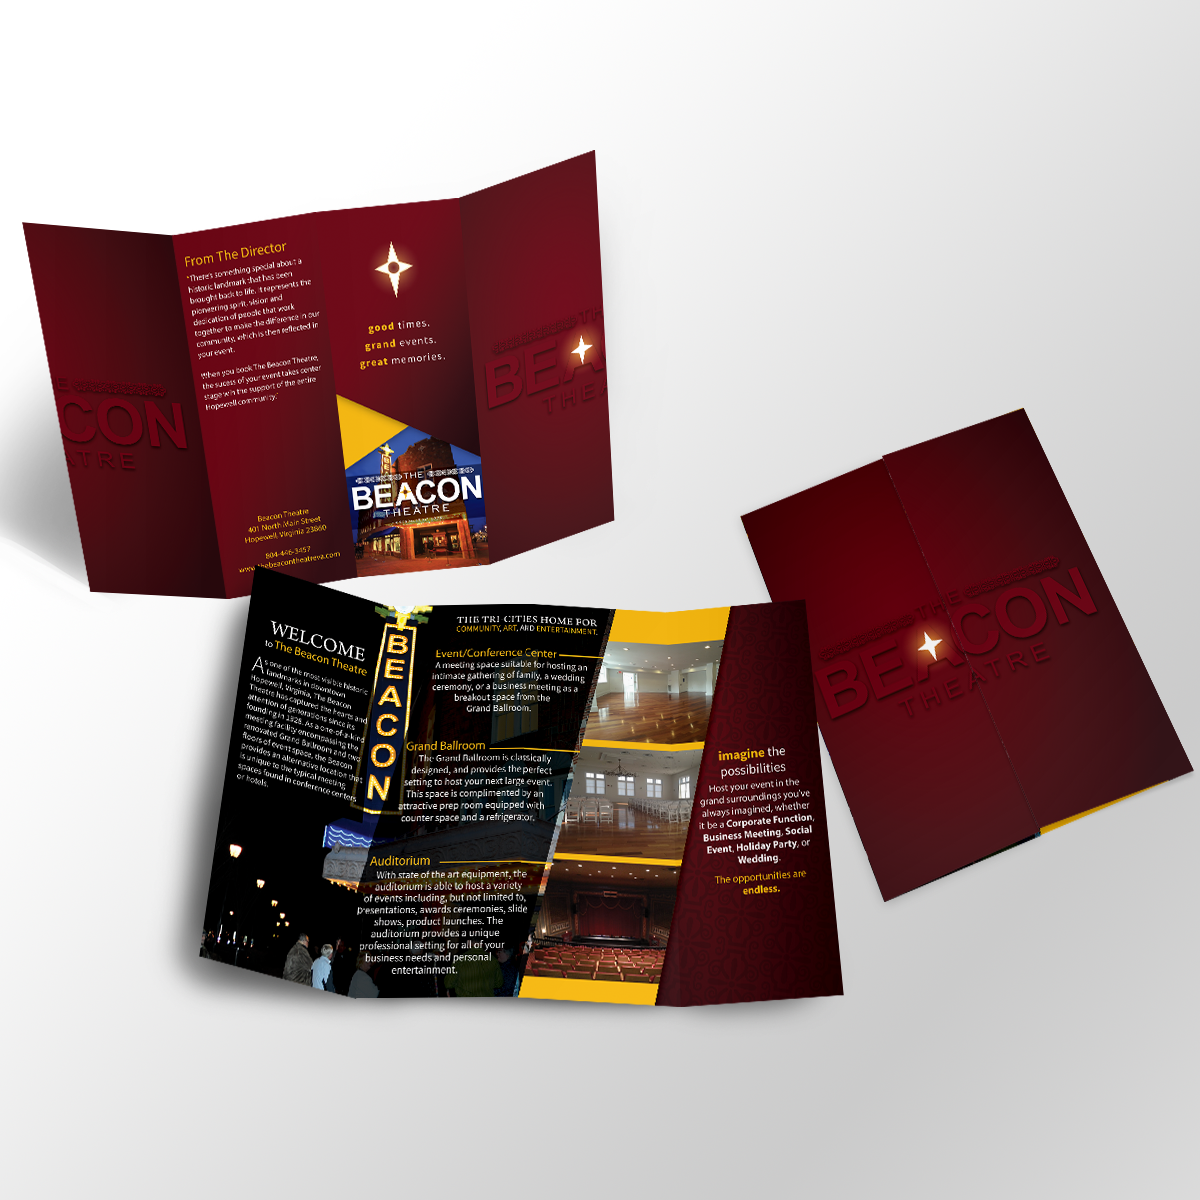 CON
TRE
From The Director
"There's something special about a
historic landmark that has been
brought back to life. It represents the
pioneering spirit, vision and
dedication of people that work
together to make the difference in our
community, which is then reflected in
your event.
When you book The Beacon Theatre,
the sucess of your event takes center
stage win the support of the entire
Hopewell community."
Beacon Theatre
401 North Main Street
Hopewell Virginia 23860
804-446-3457
www.thebeacontheatreva.com
good times.
grand events.
great memories.
THE
BEACON
THEATRE
TH
BEA
THE
WELCOME
to The Beacon Theatre
As one of the most visible historic
landmarks in downtown
Hopewell, Virginia, The Beacon
Theatre has captured the hearts and
attention of generations since its
founding in 1928. As a one-of-a-kind
meeting facility encompassing the
renovated Grand Ballroom and two
floors of event space, the Beacon
provides an alternative location that
is unique to the typical meeting
spaces found in conference centers
or hotels.
BEACON
THE TRI-CITIES HOME FOR
COMMUNITY, ART, AND ENTERTAINMENT.
Event/Conference Center
A meeting space suitable for hosting an
intimate gathering of family, a wedding
ceremony, or a business meeting as a
breakout space from the
Grand Ballroom.
Grand Ballroom
The Grand Ballroom is classically
designed, and provides the perfect
setting to host your next large event.
This space is complimented by an
attractive prep room equipped with
counter space and a refrigerator.
Auditorium
With state of the art equipment, the
auditorium is able to host a variety
of events including, but not limited to,
presentations, awards ceremonies, slide
shows, product launches. The
auditorium provides a unique
professional setting for all of your
business needs and personal
entertainment.
imagine the
possibilities
Host your event in the
grand surroundings you've
always imagined, whether
it be a Corporate Function,
Business Meeting, Social
Event, Holiday Party, or
Wedding.
The opportunities are
endless.
THE
BEACON
THEATRE